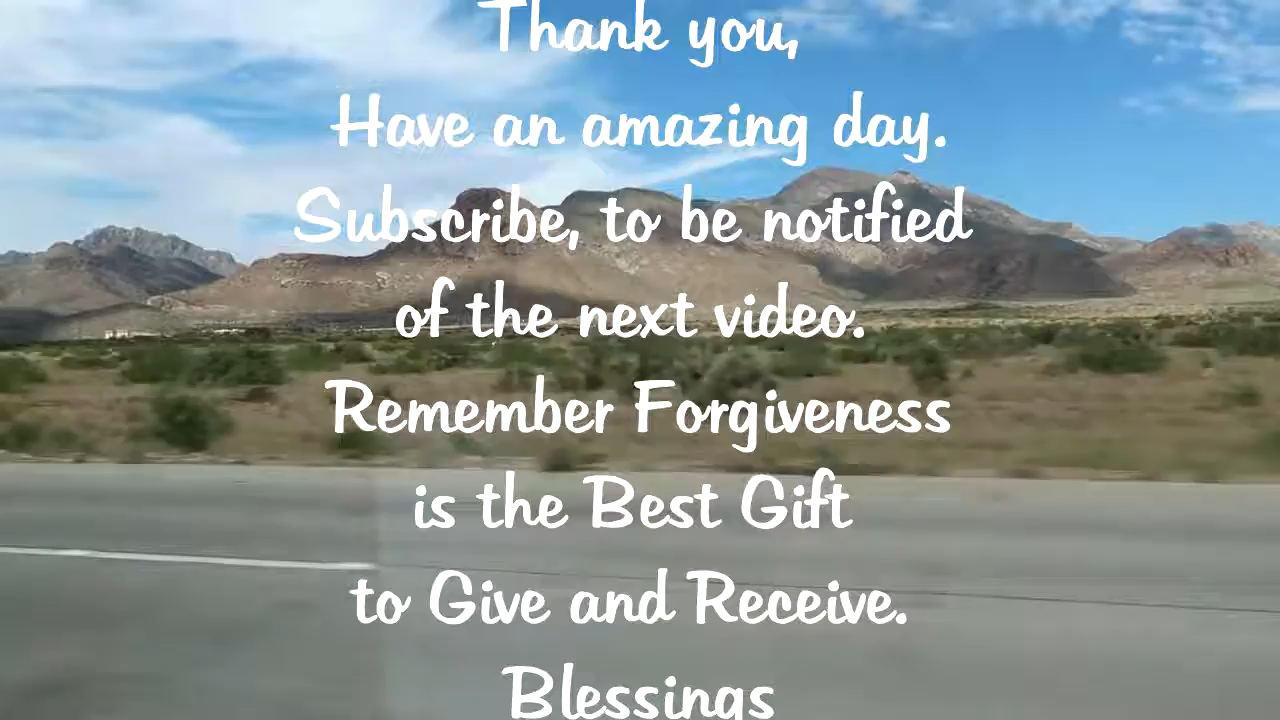 Thank you,
Have an amazing day.
Subscribe, to be notified
of the next video.
Remember Forgiveness
is the Best Gift
to Give and Receive.
Blessings